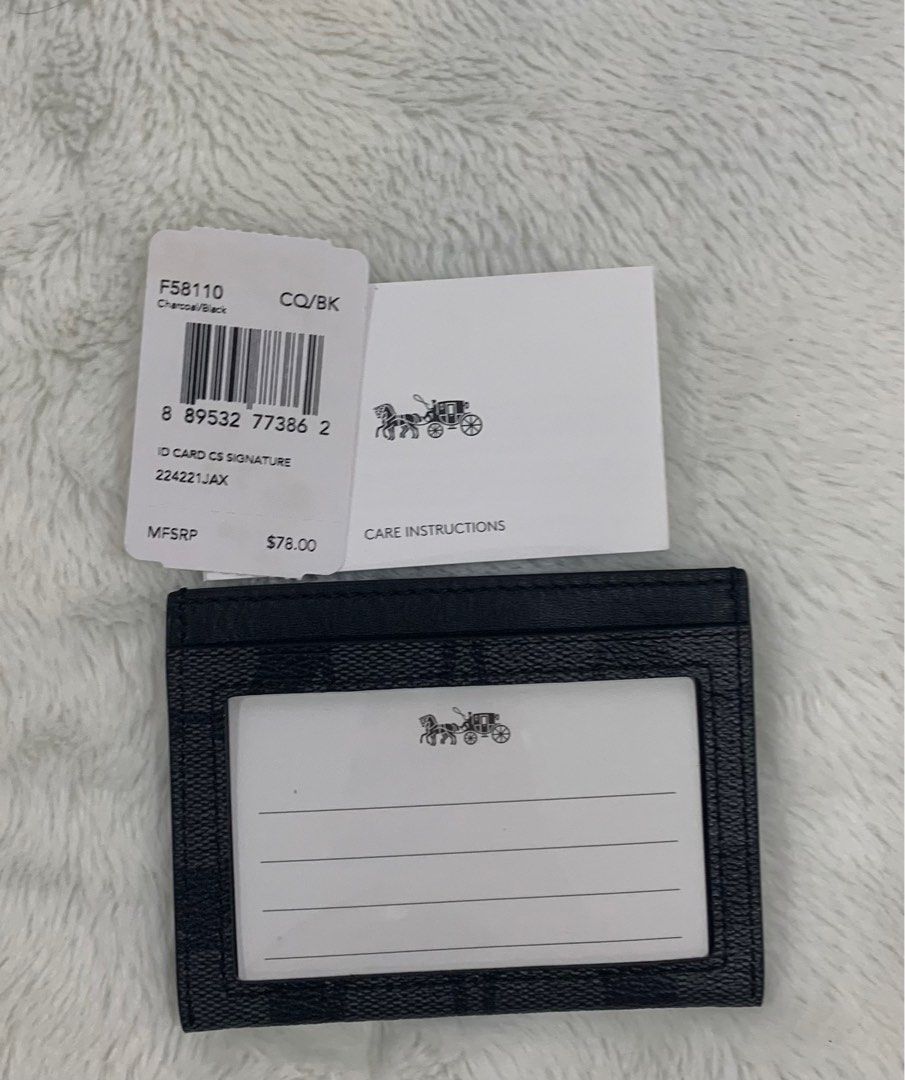 F58110
CQ/BK
Charcoal/Black
8 89532 77386 2
ID CARD CS SIGNATURE
224221JAX
MFSRP
$78.00
CARE INSTRUCTIONS